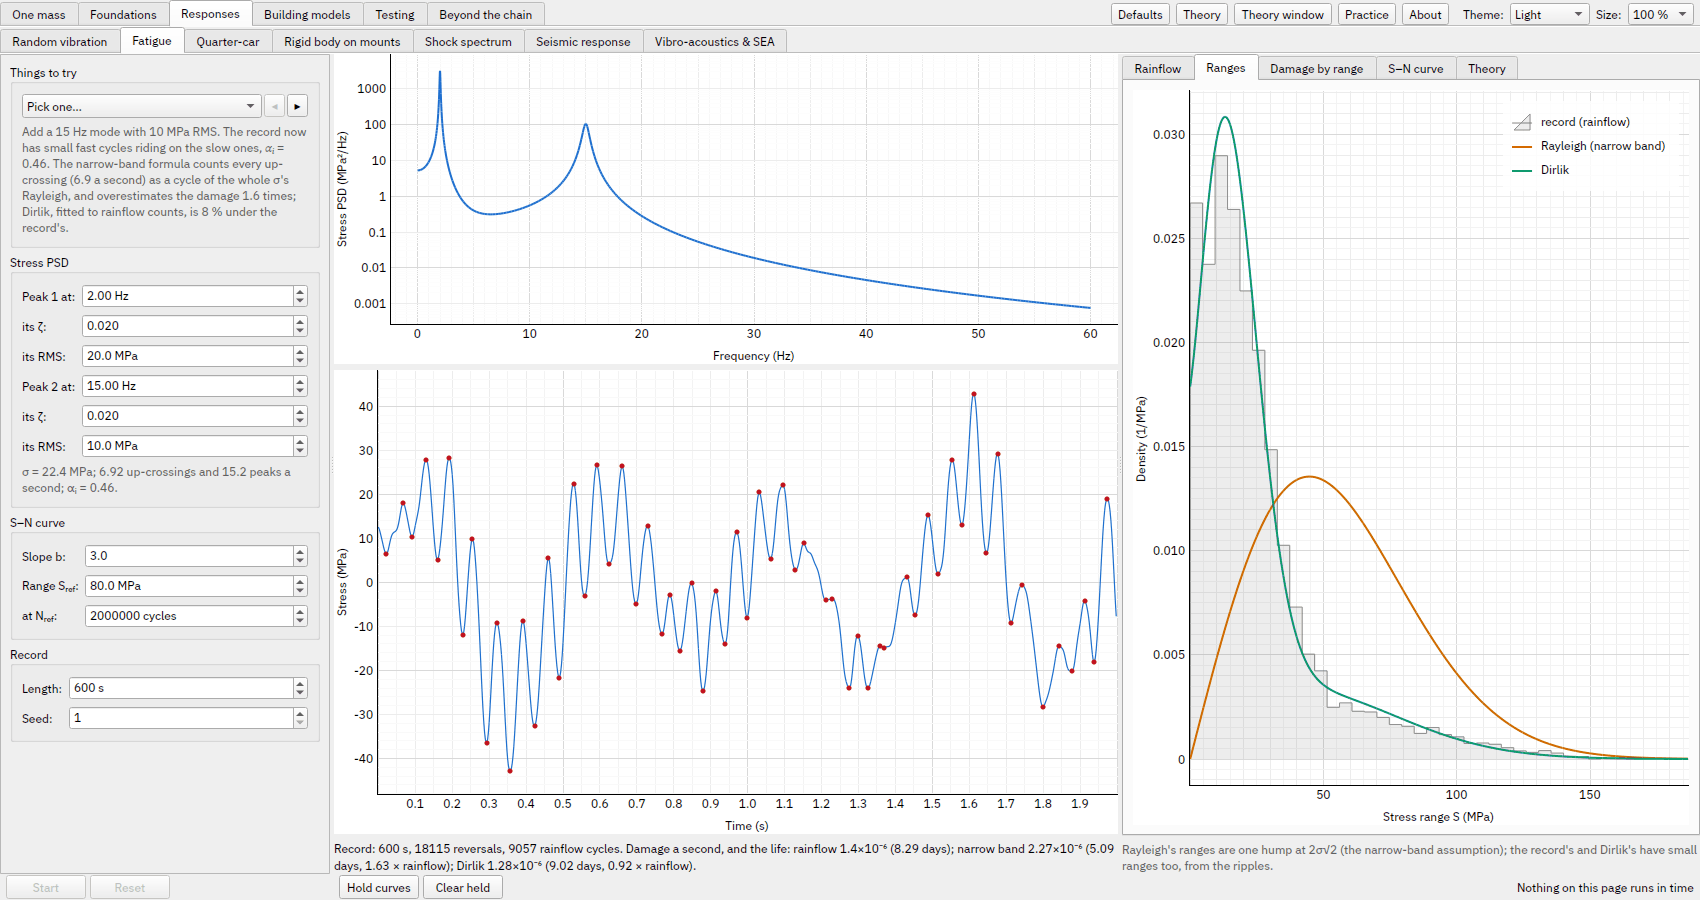 One mass Foundations Responses Building models Testing Beyond the chain Defaults Theory Theory window Practice About Theme: Light Size: 100 %
Random vibration Fatigue Quarter-car Rigid body on mounts Shock spectrum Seismic response Vibro-acoustics & SEA
Things to try
Pick one...
Add a 15 Hz mode with 10 MPa RMS. The record now
has small fast cycles riding on the slow ones, αᵢ =
0.46. The narrow-band formula counts every up-
crossing (6.9 a second) as a cycle of the whole σ's
Rayleigh, and overestimates the damage 1.6 times;
Dirlik, fitted to rainflow counts, is 8 % under the
record's.
Stress PSD
Peak 1 at: 2.00 Hz
its ζ: 0.020
its RMS: 20.0 MPa
Peak 2 at: 15.00 Hz
its ζ: 0.020
its RMS: 10.0 MPa
σ = 22.4 MPa; 6.92 up-crossings and 15.2 peaks a
second; αᵢ = 0.46.
S–N curve
Slope b: 3.0
Range Sref: 80.0 MPa
at Nref: 2000000 cycles
Record
Length: 600 s
Seed: 1
Start Reset
Stress PSD (MPa²/Hz)
1000
100
10
1
0.1
0.01
0.001
0 10 20 30 40 50 60
Frequency (Hz)
Stress (MPa)
40
30
20
10
0
-10
-20
-30
-40
0.1 0.2 0.3 0.4 0.5 0.6 0.7 0.8 0.9 1.0 1.1 1.2 1.3 1.4 1.5 1.6 1.7 1.8 1.9
Time (s)
Record: 600 s, 18115 reversals, 9057 rainflow cycles. Damage a second, and the life: rainflow 1.4×10⁻⁶ (8.29 days); narrow band 2.27×10⁻⁶ (5.09
days, 1.63 × rainflow); Dirlik 1.28×10⁻⁶ (9.02 days, 0.92 × rainflow).
Hold curves Clear held
Rainflow Ranges Damage by range S–N curve Theory
record (rainflow)
Rayleigh (narrow band)
Dirlik
Density (1/MPa)
0.030
0.025
0.020
0.015
0.010
0.005
0
50 100 150
Stress range S (MPa)
Rayleigh's ranges are one hump at 2σ√2 (the narrow-band assumption); the record's and Dirlik's have small
ranges too, from the ripples.
Nothing on this page runs in time